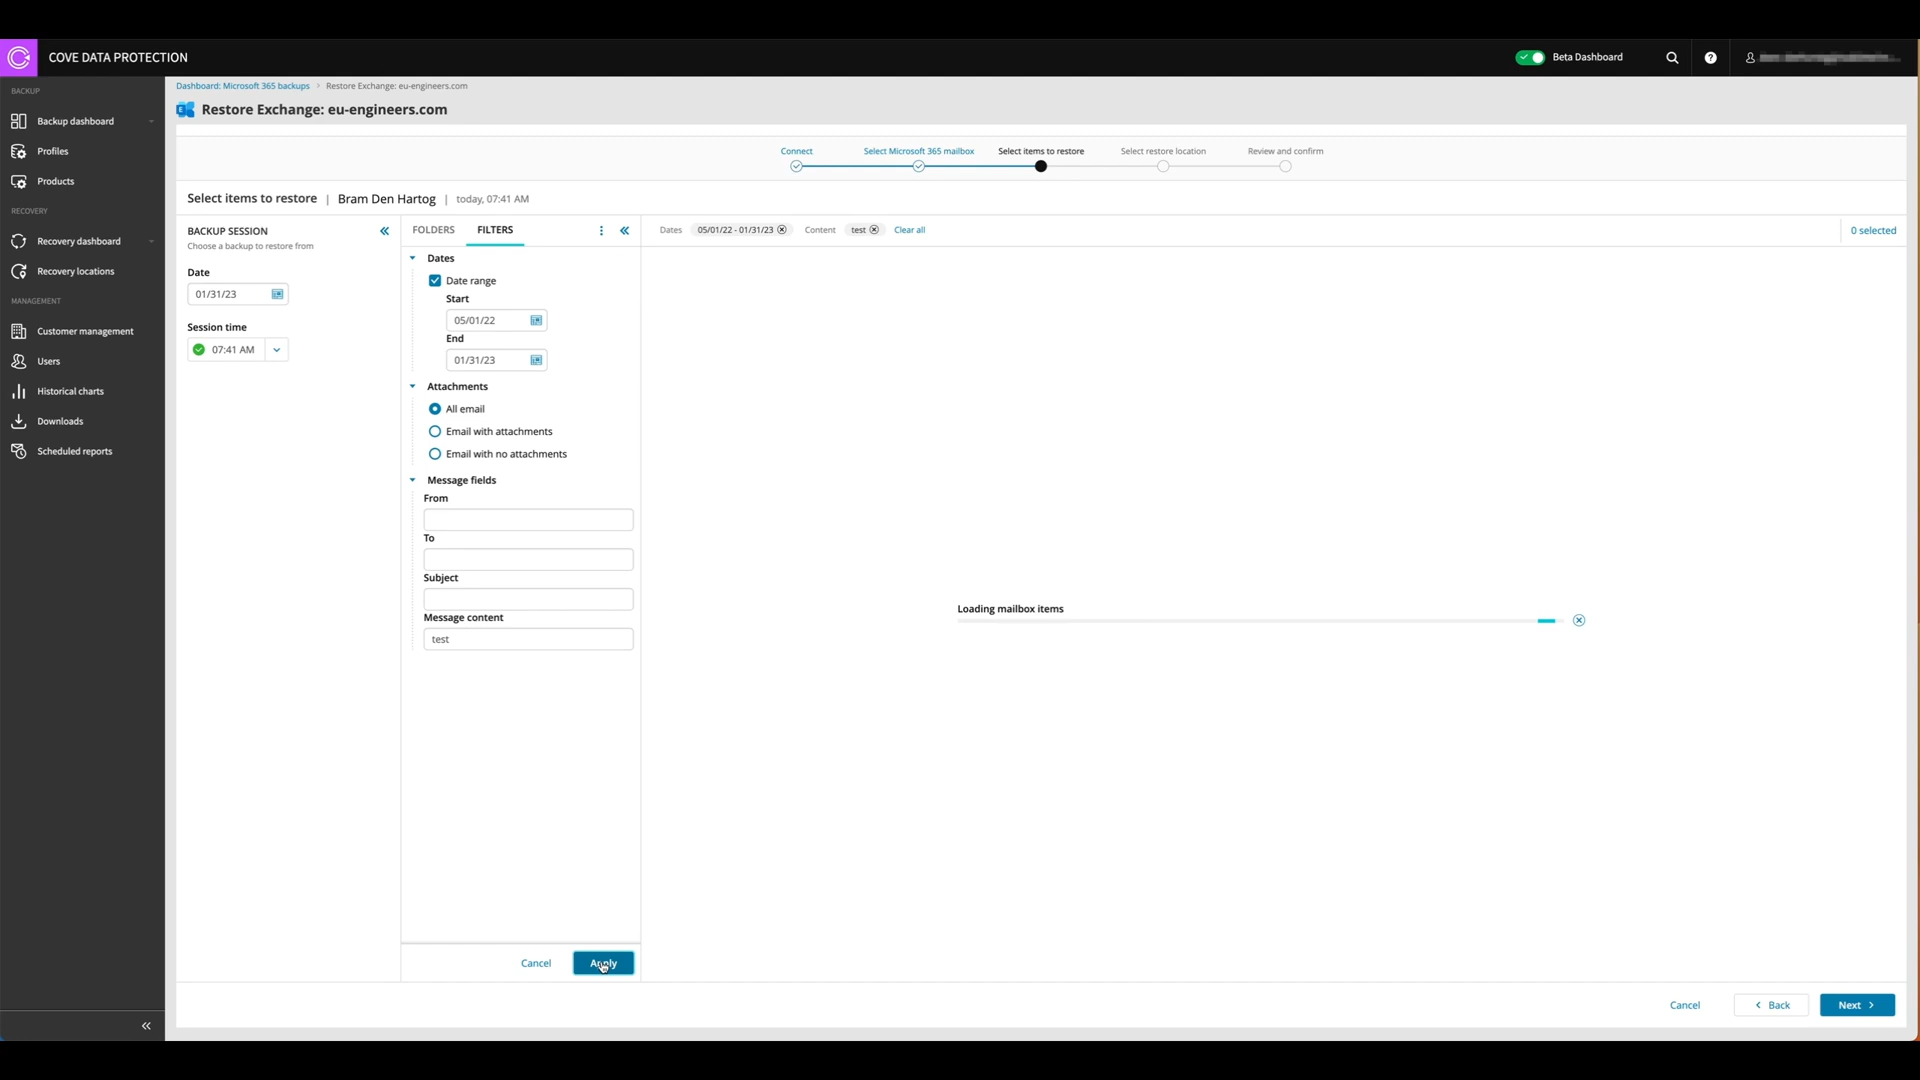 COVE DATA PROTECTION
Beta Dashboard
BACKUP
Backup dashboard
Profiles
Products
RECOVERY
Recovery dashboard
Recovery locations
MANAGEMENT
Customer management
Users
Historical charts
Downloads
Scheduled reports
Dashboard: Microsoft 365 backups > Restore Exchange: eu-engineers.com
Restore Exchange: eu-engineers.com
Connect
Select Microsoft 365 mailbox
Select items to restore
Select restore location
Review and confirm
Select items to restore | Bram Den Hartog | today, 07:41 AM
BACKUP SESSION
Choose a backup to restore from
Date
01/31/23
Session time
07:41 AM
FOLDERS
FILTERS
Dates
Date range
Start
05/01/22
End
01/31/23
Attachments
All email
Email with attachments
Email with no attachments
Message fields
From
To
Subject
Message content
test
Cancel
Apply
Dates 05/01/22 - 01/31/23 Content test Clear all
0 selected
Loading mailbox items
Cancel
Back
Next